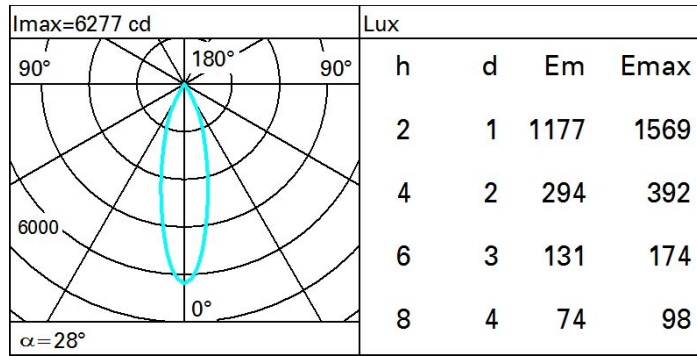 Imax=6277 cd
Lux
90° 180° 90°
6000
0°
α=28°
h d Em Emax
2 1 1177 1569
4 2 294 392
6 3 131 174
8 4 74 98